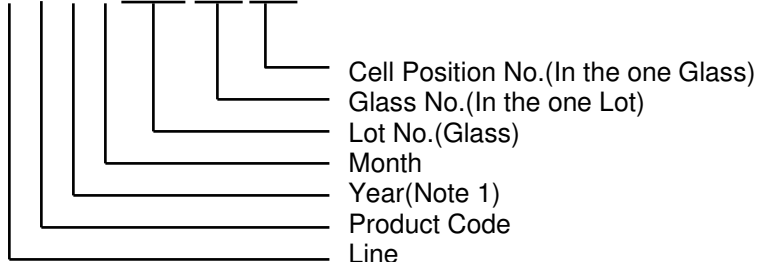 Cell Position No.(In the one Glass)
Glass No.(In the one Lot)
Lot No.(Glass)
Month
Year(Note 1)
Product Code
Line